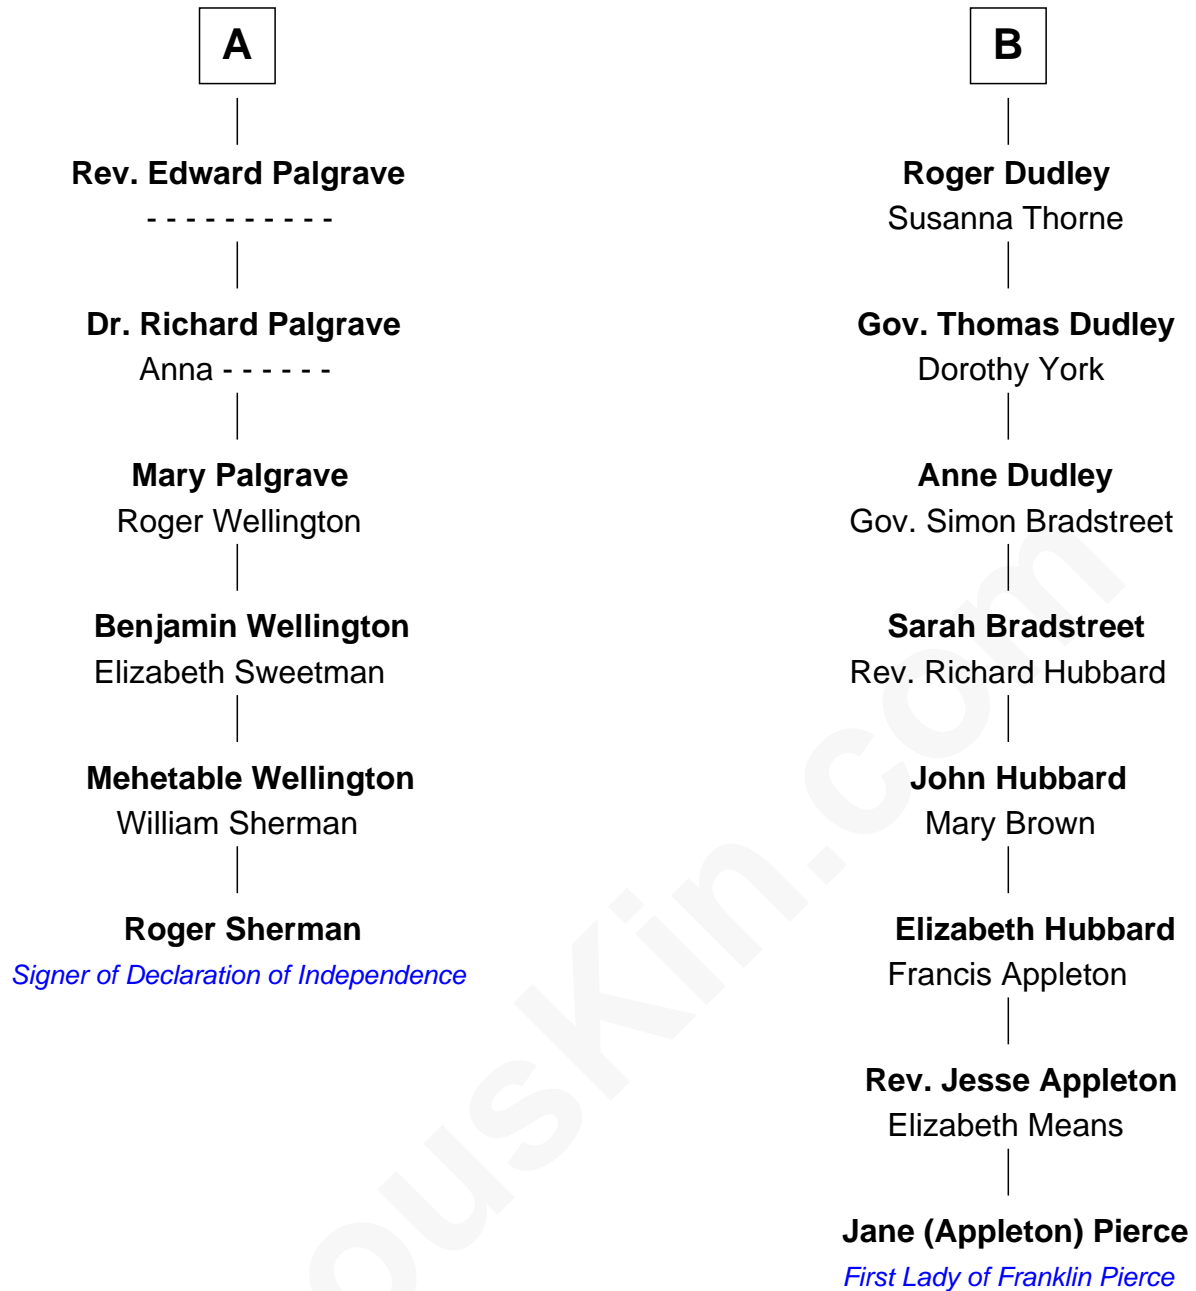 A
Rev. Edward Palgrave
- - - - - - - - - -
Dr. Richard Palgrave
Anna - - - - - -
Mary Palgrave
Roger Wellington
Benjamin Wellington
Elizabeth Sweetman
Mehetable Wellington
William Sherman
Roger Sherman
Signer of Declaration of Independence
B
Roger Dudley
Susanna Thorne
Gov. Thomas Dudley
Dorothy York
Anne Dudley
Gov. Simon Bradstreet
Sarah Bradstreet
Rev. Richard Hubbard
John Hubbard
Mary Brown
Elizabeth Hubbard
Francis Appleton
Rev. Jesse Appleton
Elizabeth Means
Jane (Appleton) Pierce
First Lady of Franklin Pierce
ousKin.com